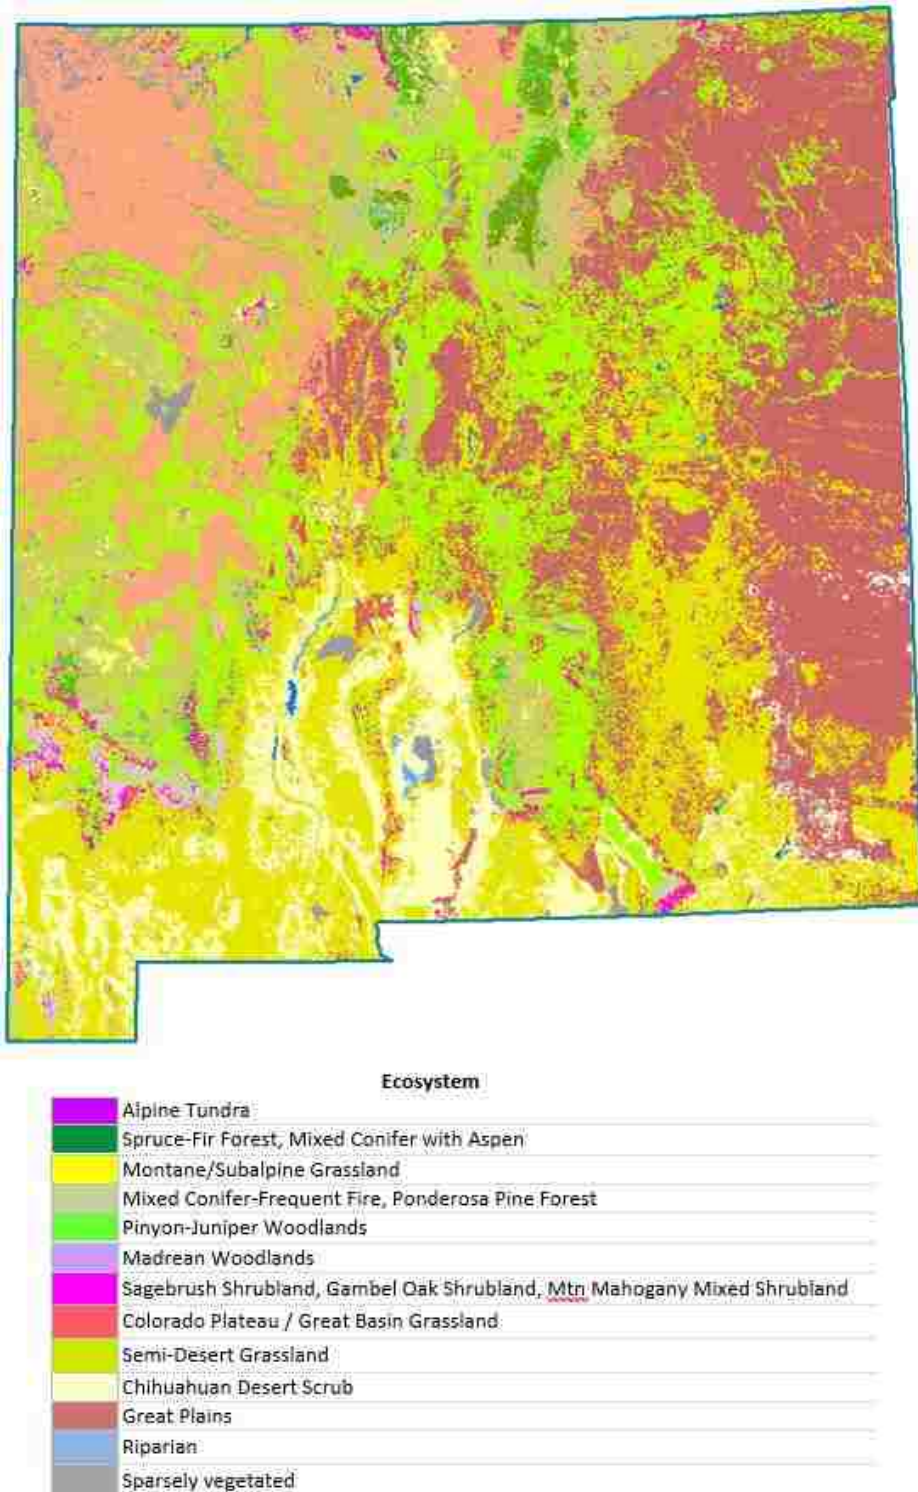 Ecosystem
Alpine Tundra
Spruce-Fir Forest, Mixed Conifer with Aspen
Montane/Subalpine Grassland
Mixed Conifer-Frequent Fire, Ponderosa Pine Forest
Pinyon-Juniper Woodlands
Madrean Woodlands
Sagebrush Shrubland, Gambel Oak Shrubland, Mtn Mahogany Mixed Shrubland
Colorado Plateau / Great Basin Grassland
Semi-Desert Grassland
Chihuahuan Desert Scrub
Great Plains
Riparian
Sparsely vegetated